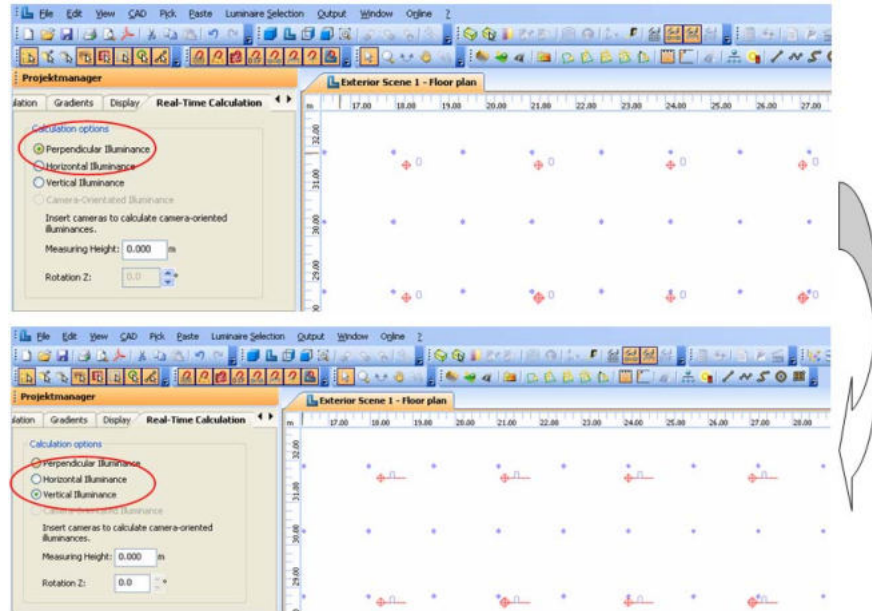 File Edit View CAD Pick Paste Luminaire Selection Output Window Online ?
Projektmanager
lation Gradients Display Real-Time Calculation
Calculation options
Perpendicular Illuminance
Horizontal Illuminance
Vertical Illuminance
Camera-Orientated Illuminance
Insert cameras to calculate camera-oriented
illuminances.
Measuring Height: 0.000 m
Rotation Z: 0.0 °
Exterior Scene 1 - Floor plan
m 17.00 18.00 19.00 20.00 21.00 22.00 23.00 24.00 25.00 26.00 27.00
32.00
31.00
30.00
29.00
0 0 0 0
0 0 0 0
File Edit View CAD Pick Paste Luminaire Selection Output Window Online ?
Projektmanager
lation Gradients Display Real-Time Calculation
Calculation options
Perpendicular Illuminance
Horizontal Illuminance
Vertical Illuminance
Camera-Orientated Illuminance
Insert cameras to calculate camera-oriented
illuminances.
Measuring Height: 0.000 m
Rotation Z: 0.0 °
Exterior Scene 1 - Floor plan
m 17.00 18.00 19.00 20.00 21.00 22.00 23.00 24.00 25.00 26.00 27.00 28.00
32.00
31.00
30.00
29.00
0 0 0 0
0 0 0 0